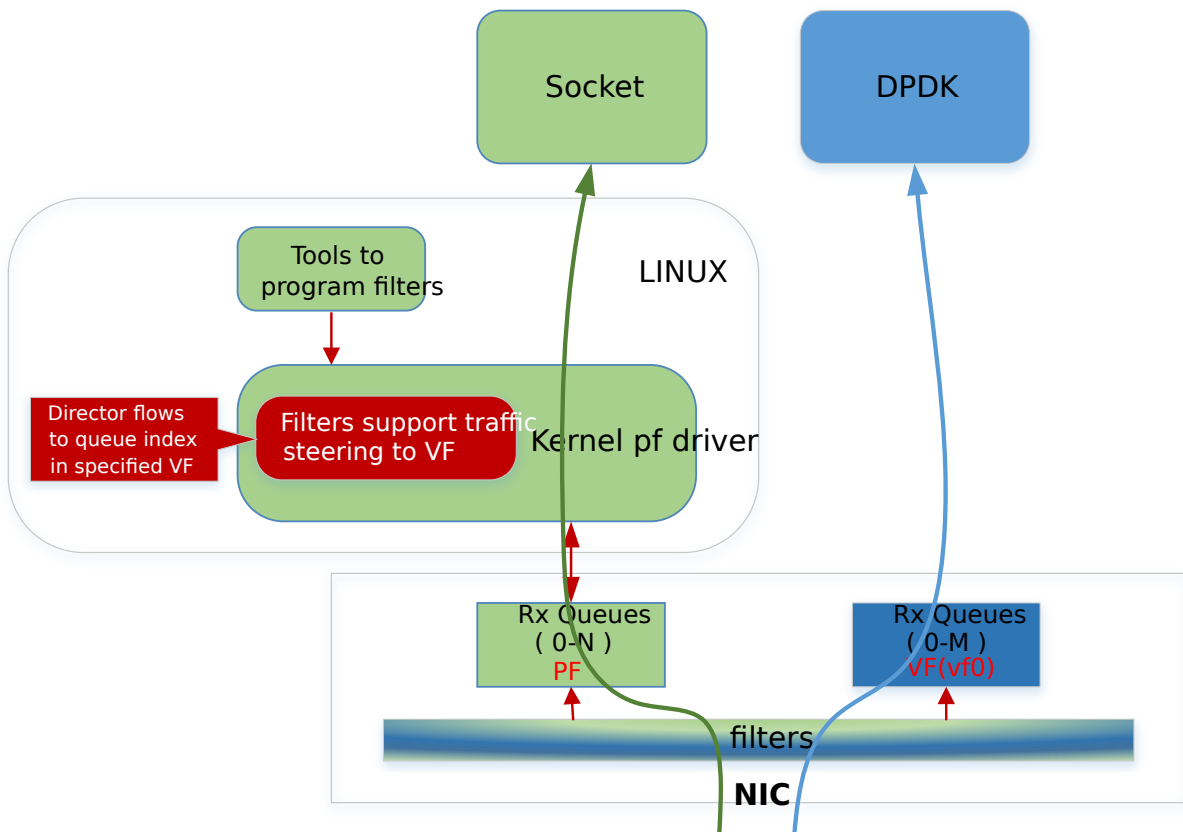 Socket
DPDK
Tools to
program filters
LINUX
Director flows
to queue index
in specified VF
Filters support traffic
steering to VF
Kernel pf driver
Rx Queues
( 0-N )
PF
Rx Queues
( 0-M )
VF(vf0)
filters
NIC